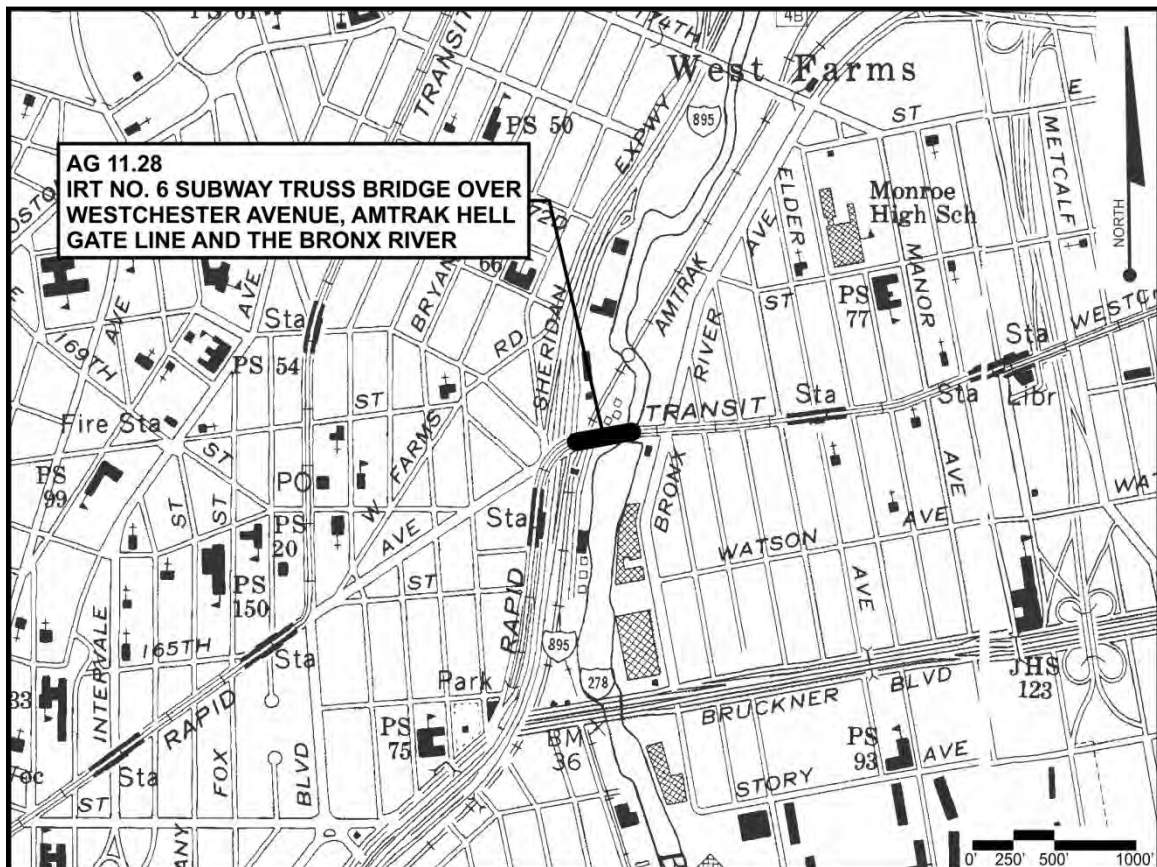 174TH
4B
West Farms
TRANSIT
PS 50
EXPWY
895
ST
E
METCALF
AG 11.28
IRT NO. 6 SUBWAY TRUSS BRIDGE OVER
WESTCHESTER AVENUE, AMTRAK HELL
GATE LINE AND THE BRONX RIVER
ELDER
AVE
Monroe
High Sch
NORTH
MANOR
66
BRYAN
AMTRAK
ST
PS
77
AVE
AVE
Sta
RD
SHERIDAN
RIVER
Sta
WESTC
169TH
PS 54
ST
TRANSIT
Sta
Sta
Libr
Fire Sta
ST
W FARMS
BRONX
AVE
WAT
PS
99
ST
ST
PO
PS
20
AVE
Sta
AVE
WATSON
PS
150
ST
RAPID
AVE
INTERVALE
165TH
Sta
895
278
Park
BLVD
JHS
123
33
RAPID
BRUCKNER
PS
75
BM
36
PS
93
AVE
Sta
FOX
BLVD
STORY
ST
0' 250' 500' 1000'